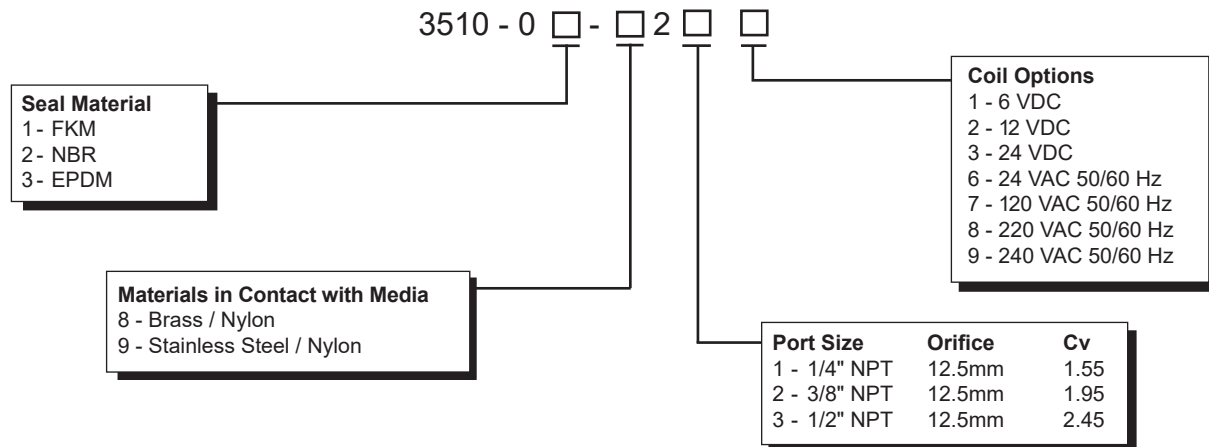 3510 - 0 □ - □ 2 □ □
Seal Material
1 - FKM
2 - NBR
3 - EPDM
Materials in Contact with Media
8 - Brass / Nylon
9 - Stainless Steel / Nylon
Coil Options
1 - 6 VDC
2 - 12 VDC
3 - 24 VDC
6 - 24 VAC 50/60 Hz
7 - 120 VAC 50/60 Hz
8 - 220 VAC 50/60 Hz
9 - 240 VAC 50/60 Hz
Port Size Orifice Cv
1 - 1/4" NPT 12.5mm 1.55
2 - 3/8" NPT 12.5mm 1.95
3 - 1/2" NPT 12.5mm 2.45